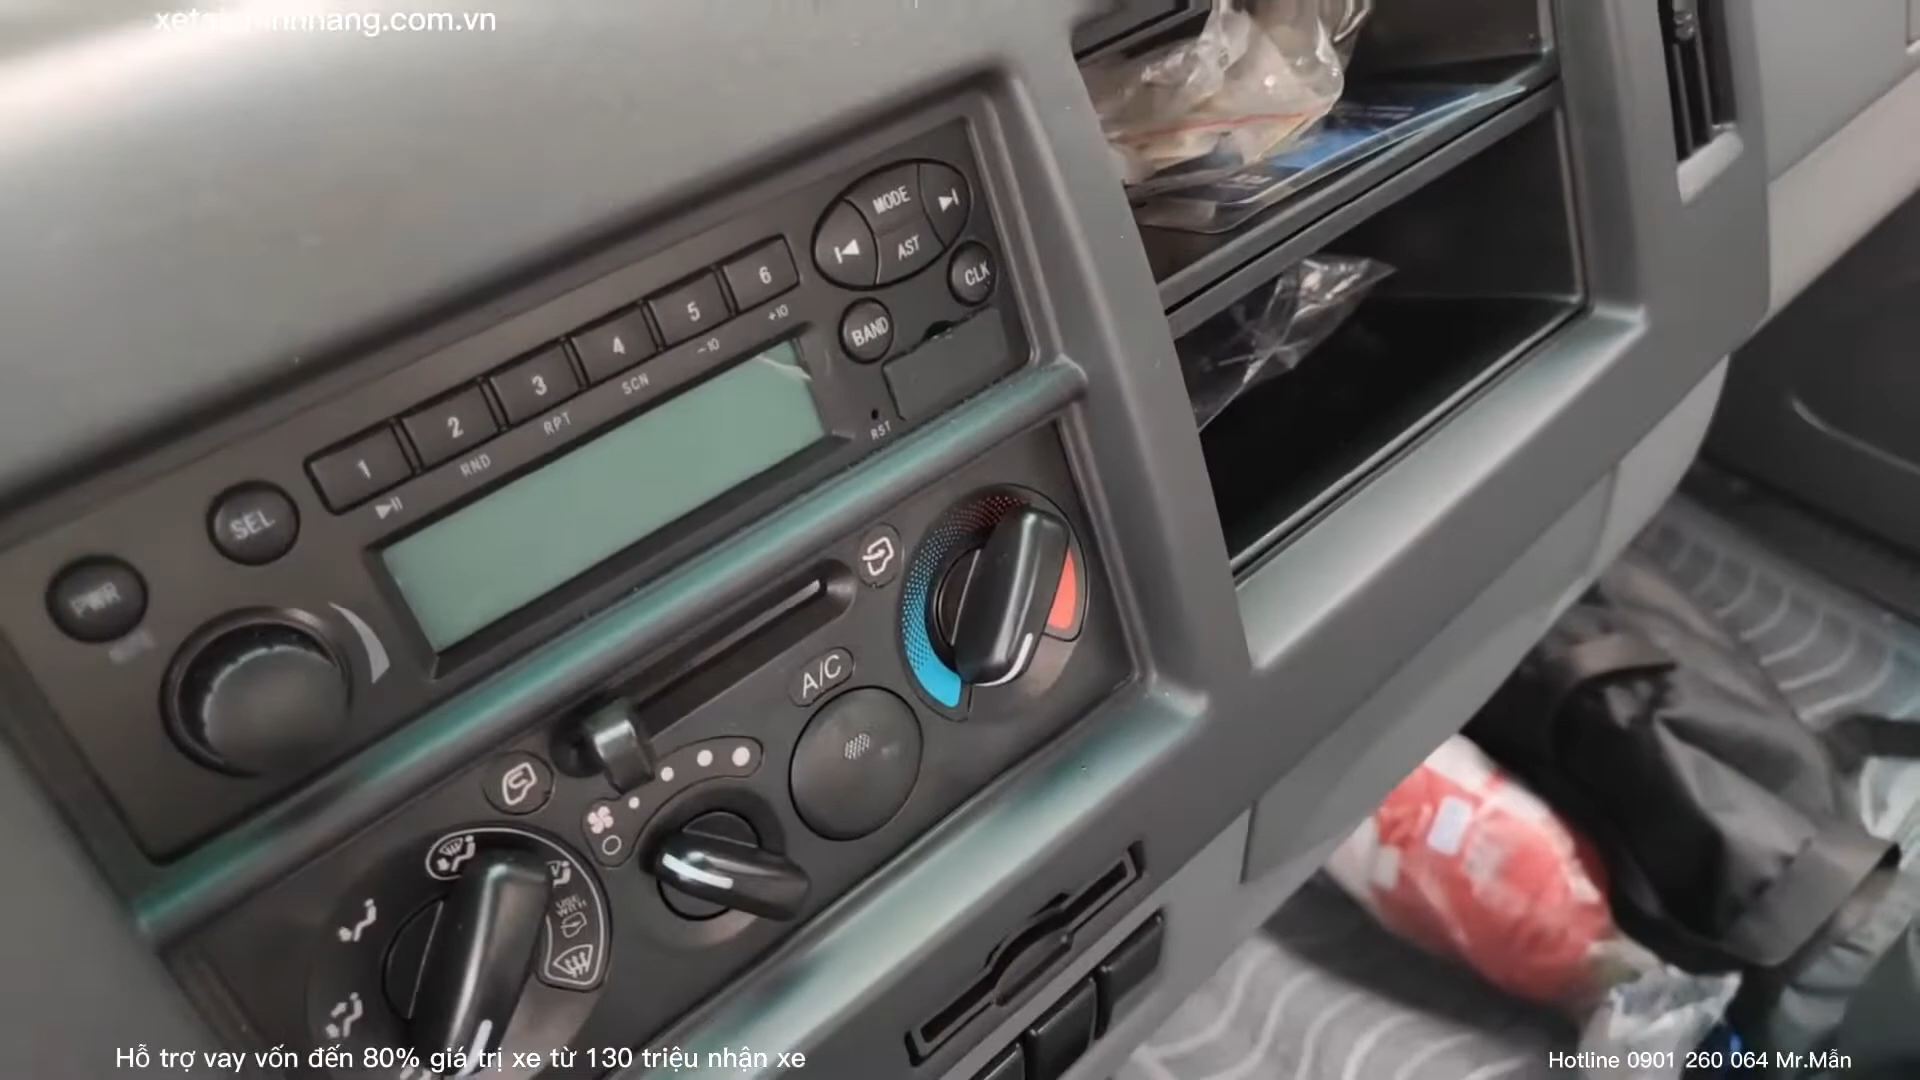 MODE
AST
CLK
BAND
1 2 3 4 5 6
RND RPT SCN -10 +10
RST
SEL
PWR
A/C
USE
WITH
Hỗ trợ vay vốn đến 80% giá trị xe từ 130 triệu nhận xe
Hotline 0901 260 064 Mr.Mẫn